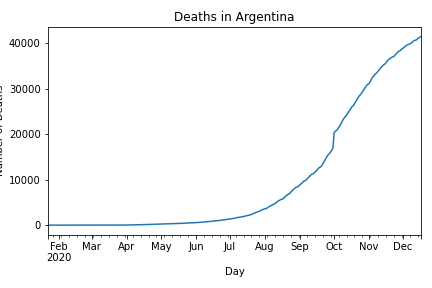 Deaths in Argentina
40000
30000
20000
10000
0
Number of Deaths
Feb Mar Apr May Jun Jul Aug Sep Oct Nov Dec
2020
Day